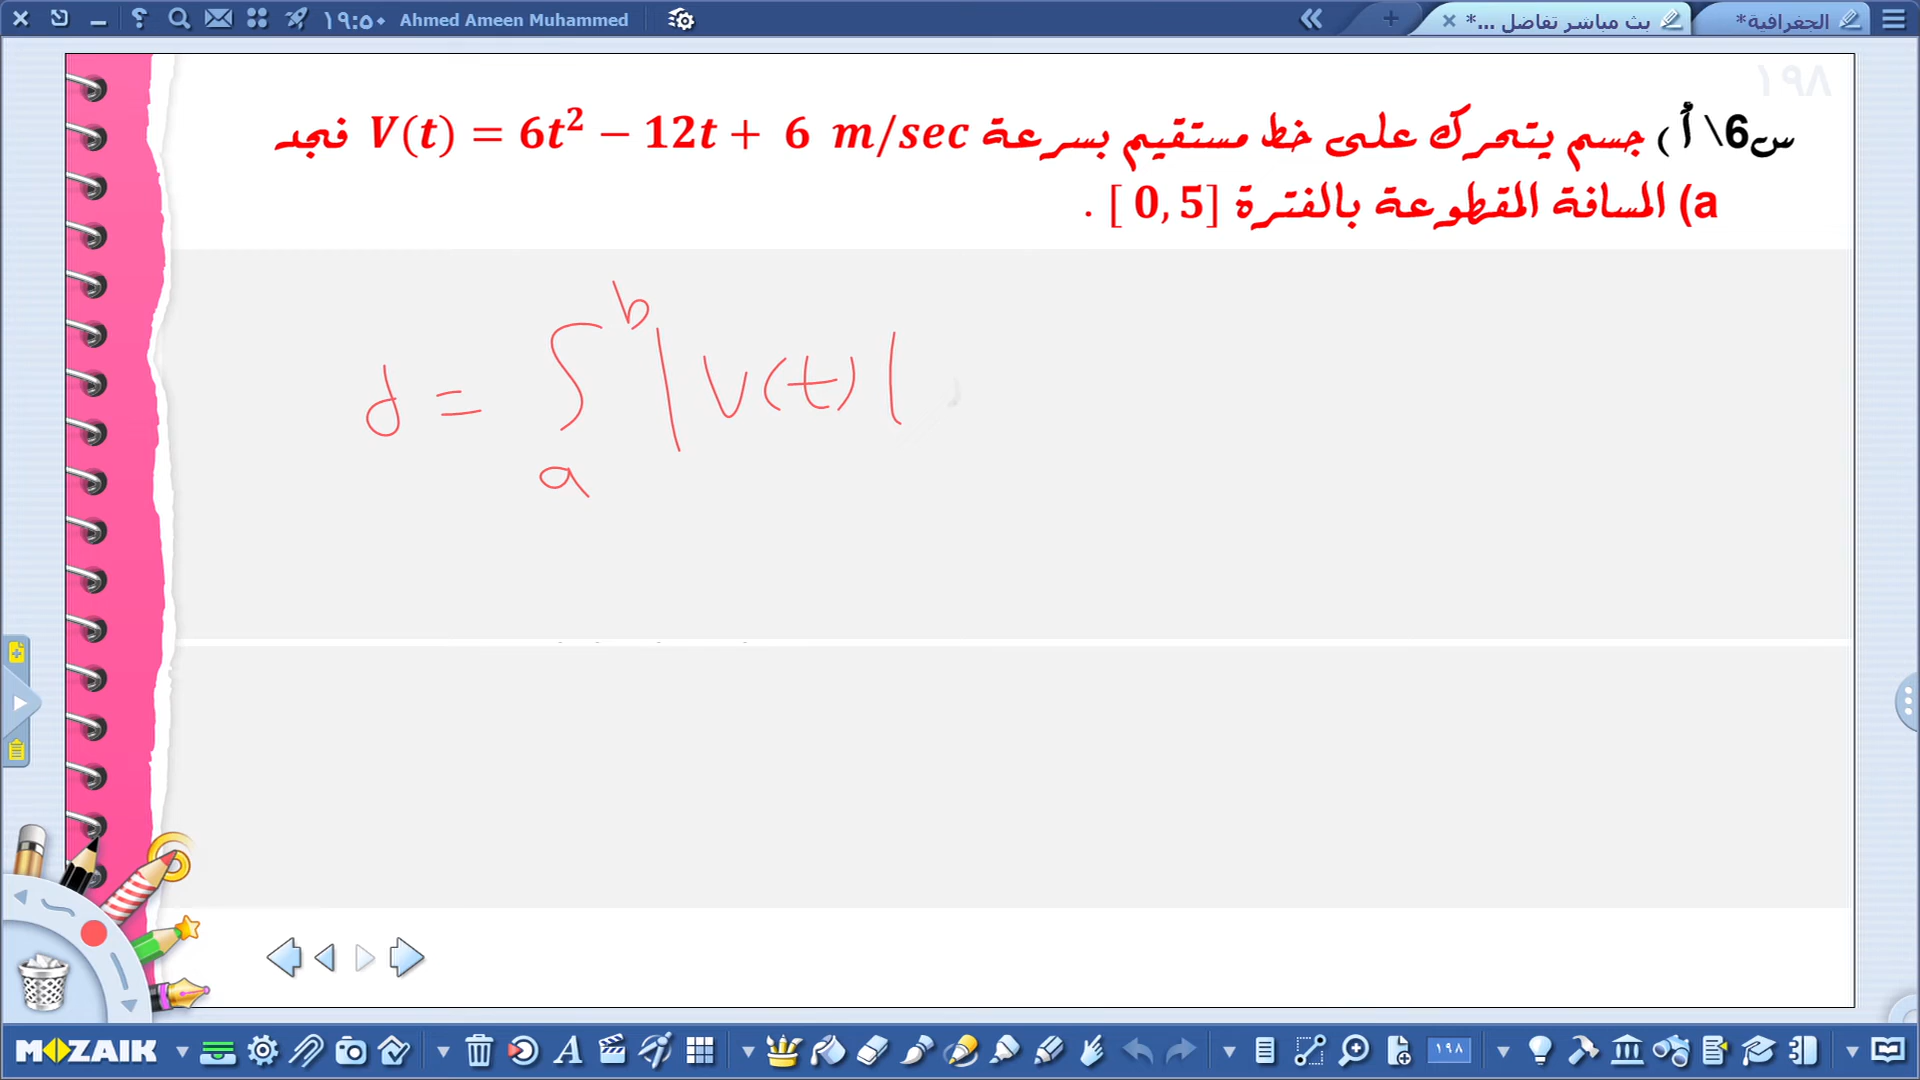 ١٩:٥٠ Ahmed Ameen Muhammed
بث مباشر تفاضل ...*
الجغرافية*
١٩٨
س6\ أ ) جسم يتحرك على خط مستقيم بسرعة V(t) = 6t² − 12t + 6 m/sec فجد
a) المسافة المقطوعة بالفترة [ 0, 5] .
d = ∫ₐᵇ |V(t)|
MOZAIK
١٩٨